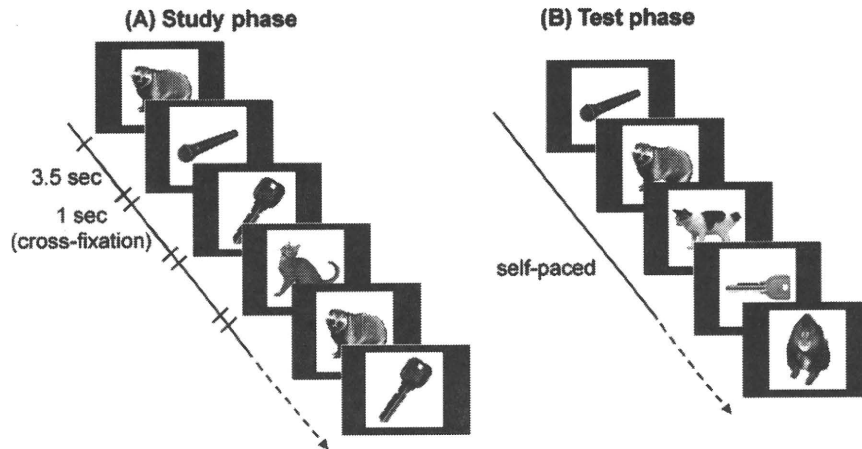 (A) Study phase
(B) Test phase
3.5 sec
1 sec
(cross-fixation)
self-paced